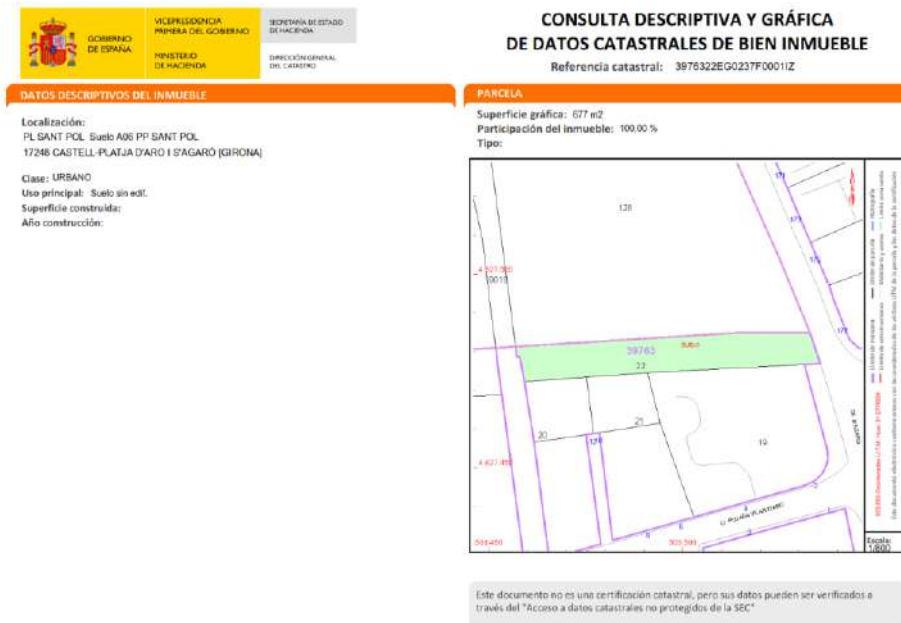 GOBIERNO
DE ESPAÑA
VICEPRESIDENCIA
PRIMERA DEL GOBIERNO
MINISTERIO
DE HACIENDA
SECRETARÍA DE ESTADO
DE HACIENDA
DIRECCIÓN GENERAL
DEL CATASTRO
CONSULTA DESCRIPTIVA Y GRÁFICA
DE DATOS CATASTRALES DE BIEN INMUEBLE
Referencia catastral: 3976322EG0237F0001IZ
DATOS DESCRIPTIVOS DEL INMUEBLE
Localización:
PL SANT POL Suelo A06 PP SANT POL
17248 CASTELL-PLATJA D'ARO I S'AGARÓ [GIRONA]
Clase: URBANO
Uso principal: Suelo sin edif.
Superficie construida:
Año construcción:
PARCELA
Superficie gráfica: 677 m2
Participación del inmueble: 100,00 %
Tipo:
128
171
39763
suelo
22
20
21
19
Escala:
1/800
Este documento no es una certificación catastral, pero sus datos pueden ser verificados a
través del "Acceso a datos catastrales no protegidos de la SEC"